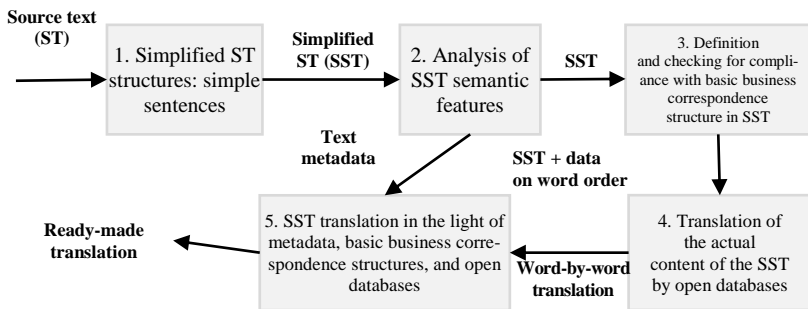 Source text
(ST)
1. Simplified ST
structures: simple
sentences
Simplified
ST (SST)
2. Analysis of
SST semantic
features
SST
3. Definition
and checking for compli-
ance with basic business
correspondence
structure in SST
Text
metadata
SST + data
on word order
4. Translation of
the actual
content of the SST
by open databases
Word-by-word
translation
5. SST translation in the light of
metadata, basic business corre-
spondence structures, and open
databases
Ready-made
translation